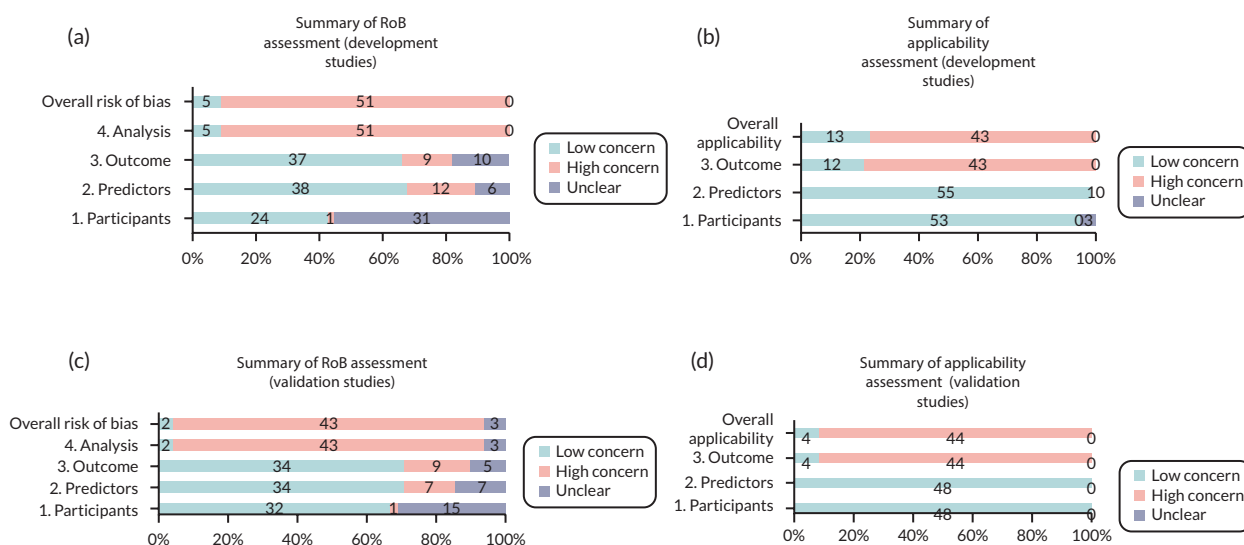 (a)
Summary of RoB
assessment (development
studies)
Overall risk of bias 5 51 0
4. Analysis 5 51 0
3. Outcome 37 9 10
2. Predictors 38 12 6
1. Participants 24 1 31
0% 20% 40% 60% 80% 100%
Low concern
High concern
Unclear
(b)
Summary of
applicability
assessment (development
studies)
Overall
applicability 13 43 0
3. Outcome 12 43 0
2. Predictors 55 10
1. Participants 53 03
0% 20% 40% 60% 80% 100%
Low concern
High concern
Unclear
(c)
Summary of RoB assessment
(validation studies)
Overall risk of bias 2 43 3
4. Analysis 2 43 3
3. Outcome 34 9 5
2. Predictors 34 7 7
1. Participants 32 1 15
0% 20% 40% 60% 80% 100%
Low concern
High concern
Unclear
(d)
Summary of applicability
assessment (validation
studies)
Overall
applicability 4 44 0
3. Outcome 4 44 0
2. Predictors 48 0
1. Participants 48 0
0% 20% 40% 60% 80% 100%
Low concern
High concern
Unclear